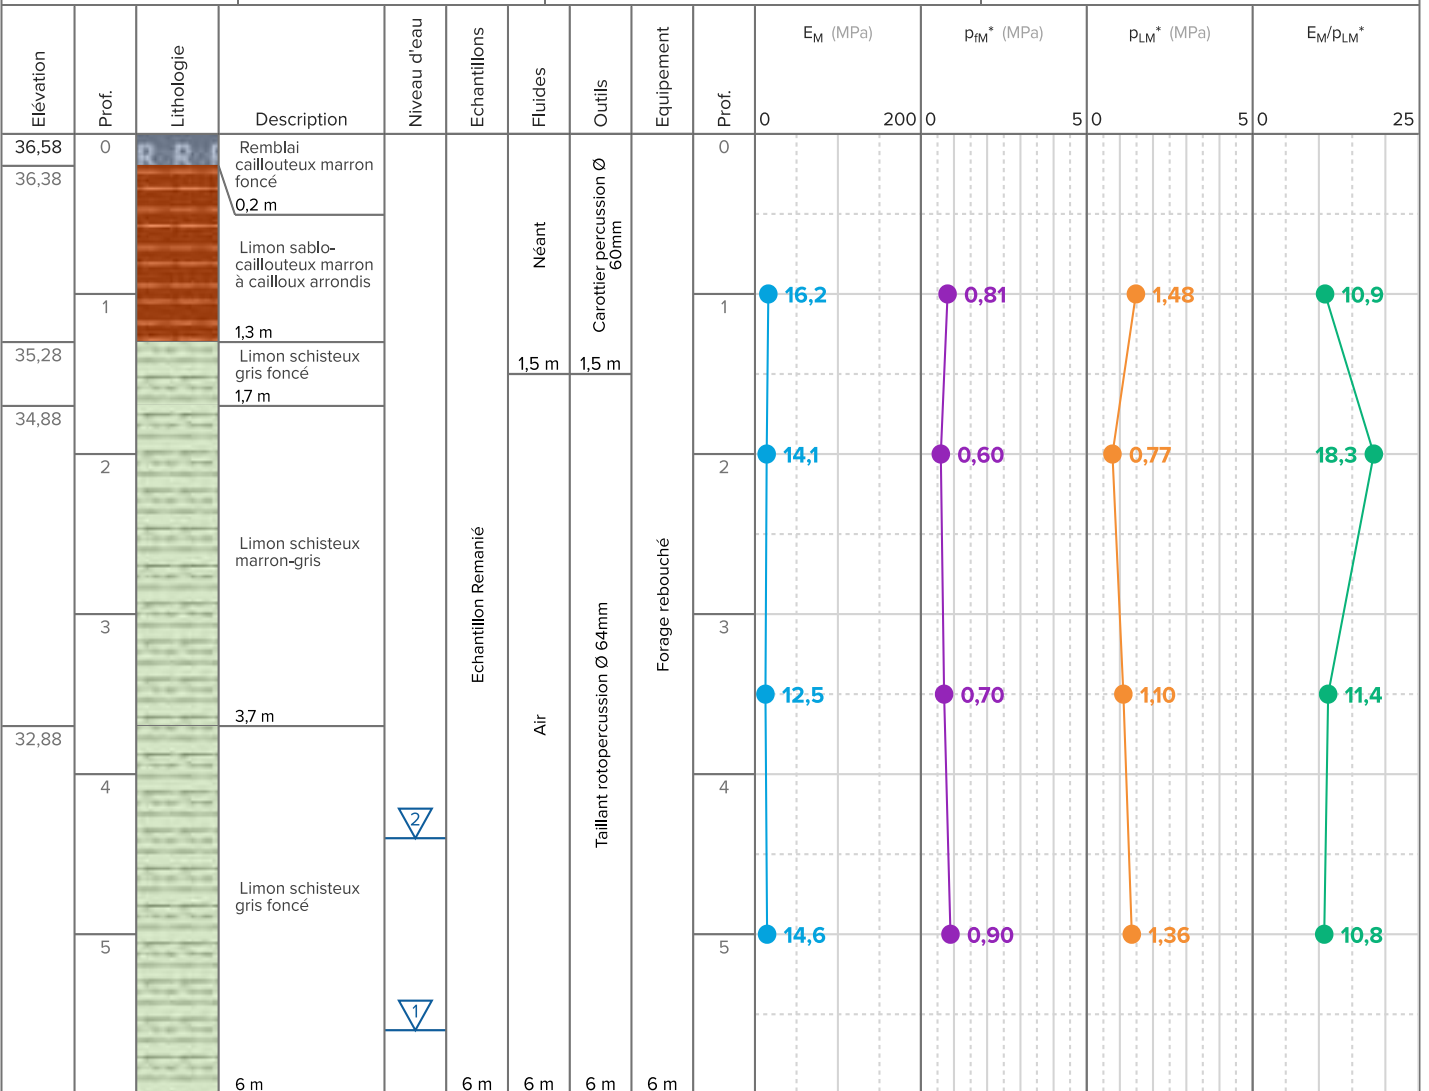 Elévation
Prof.
Lithologie
Description
Niveau d'eau
Echantillons
Fluides
Outils
Equipement
Prof.
E_M (MPa)
p_fM* (MPa)
p_LM* (MPa)
E_M/p_LM*
0 200
0 5
0 5
0 25
36,58
36,38
35,28
34,88
32,88
0
1
2
3
4
5
R R R
Remblai
caillouteux marron
foncé
0,2 m
Limon sablo-
caillouteux marron
à cailloux arrondis
1,3 m
Limon schisteux
gris foncé
1,7 m
Limon schisteux
marron-gris
3,7 m
Limon schisteux
gris foncé
6 m
2
1
Echantillon Remanié
6 m
Néant
1,5 m
Air
6 m
Carottier percussion Ø
60mm
1,5 m
Taillant rotopercussion Ø 64mm
6 m
Forage rebouché
6 m
0
1
2
3
4
5
16,2
14,1
12,5
14,6
0,81
0,60
0,70
0,90
1,48
0,77
1,10
1,36
10,9
18,3
11,4
10,8